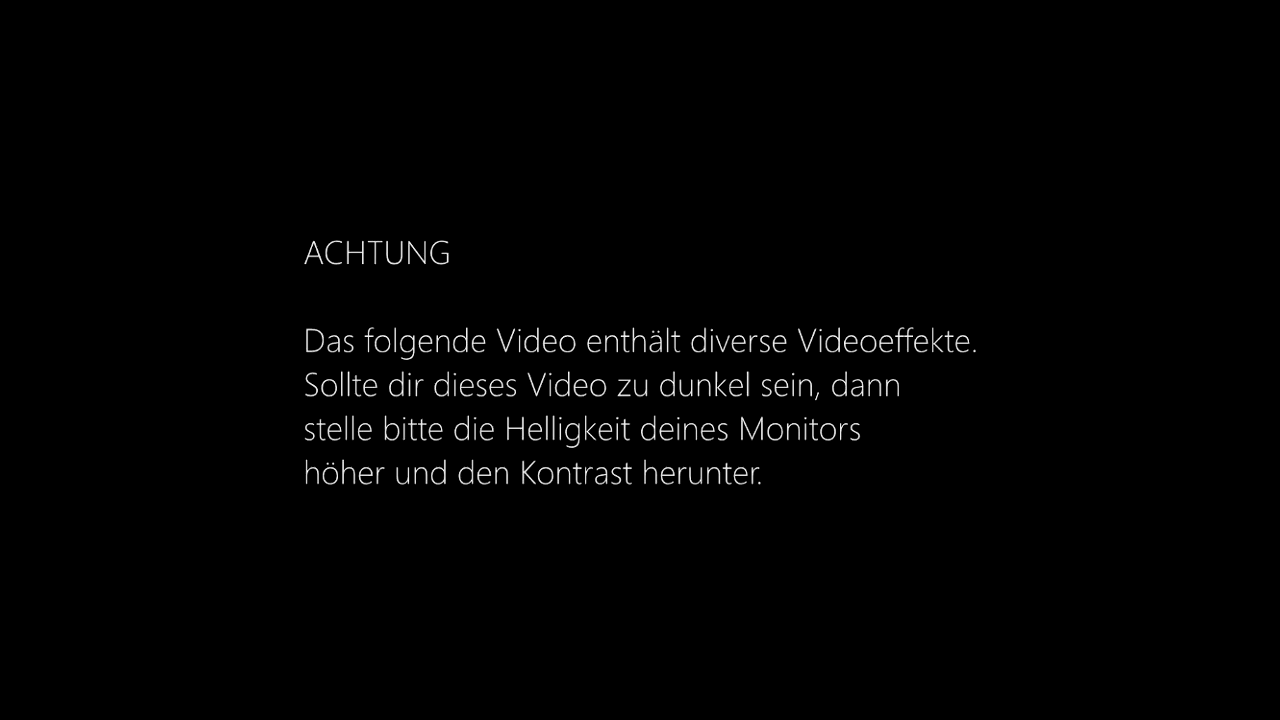 ACHTUNG
Das folgende Video enthält diverse Videoeffekte.
Sollte dir dieses Video zu dunkel sein, dann
stelle bitte die Helligkeit deines Monitors
höher und den Kontrast herunter.